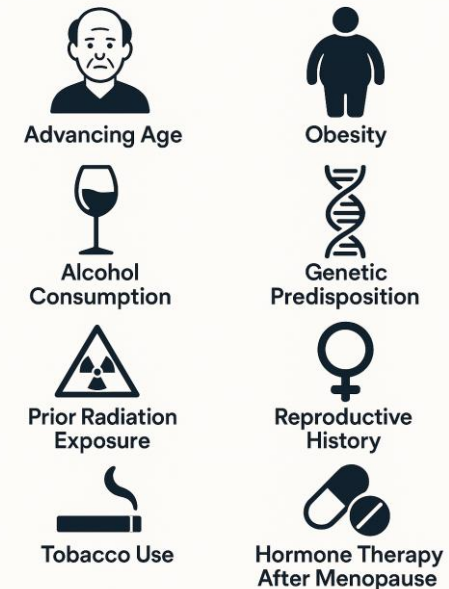 Advancing Age
Obesity
Alcohol
Consumption
Genetic
Predisposition
Prior Radiation
Exposure
Reproductive
History
Tobacco Use
Hormone Therapy
After Menopause